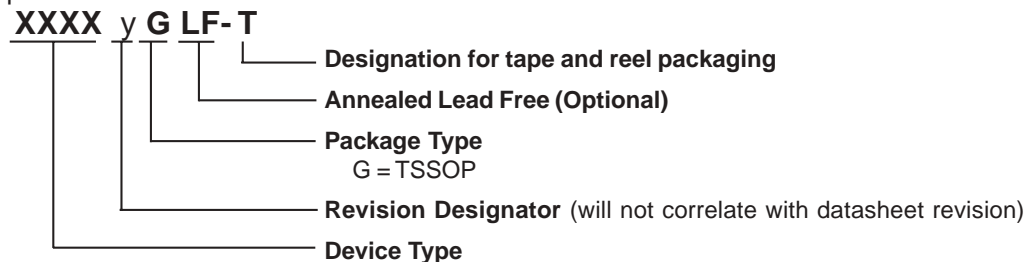 XXXX y G LF- T
Designation for tape and reel packaging
Annealed Lead Free (Optional)
Package Type
G = TSSOP
Revision Designator (will not correlate with datasheet revision)
Device Type